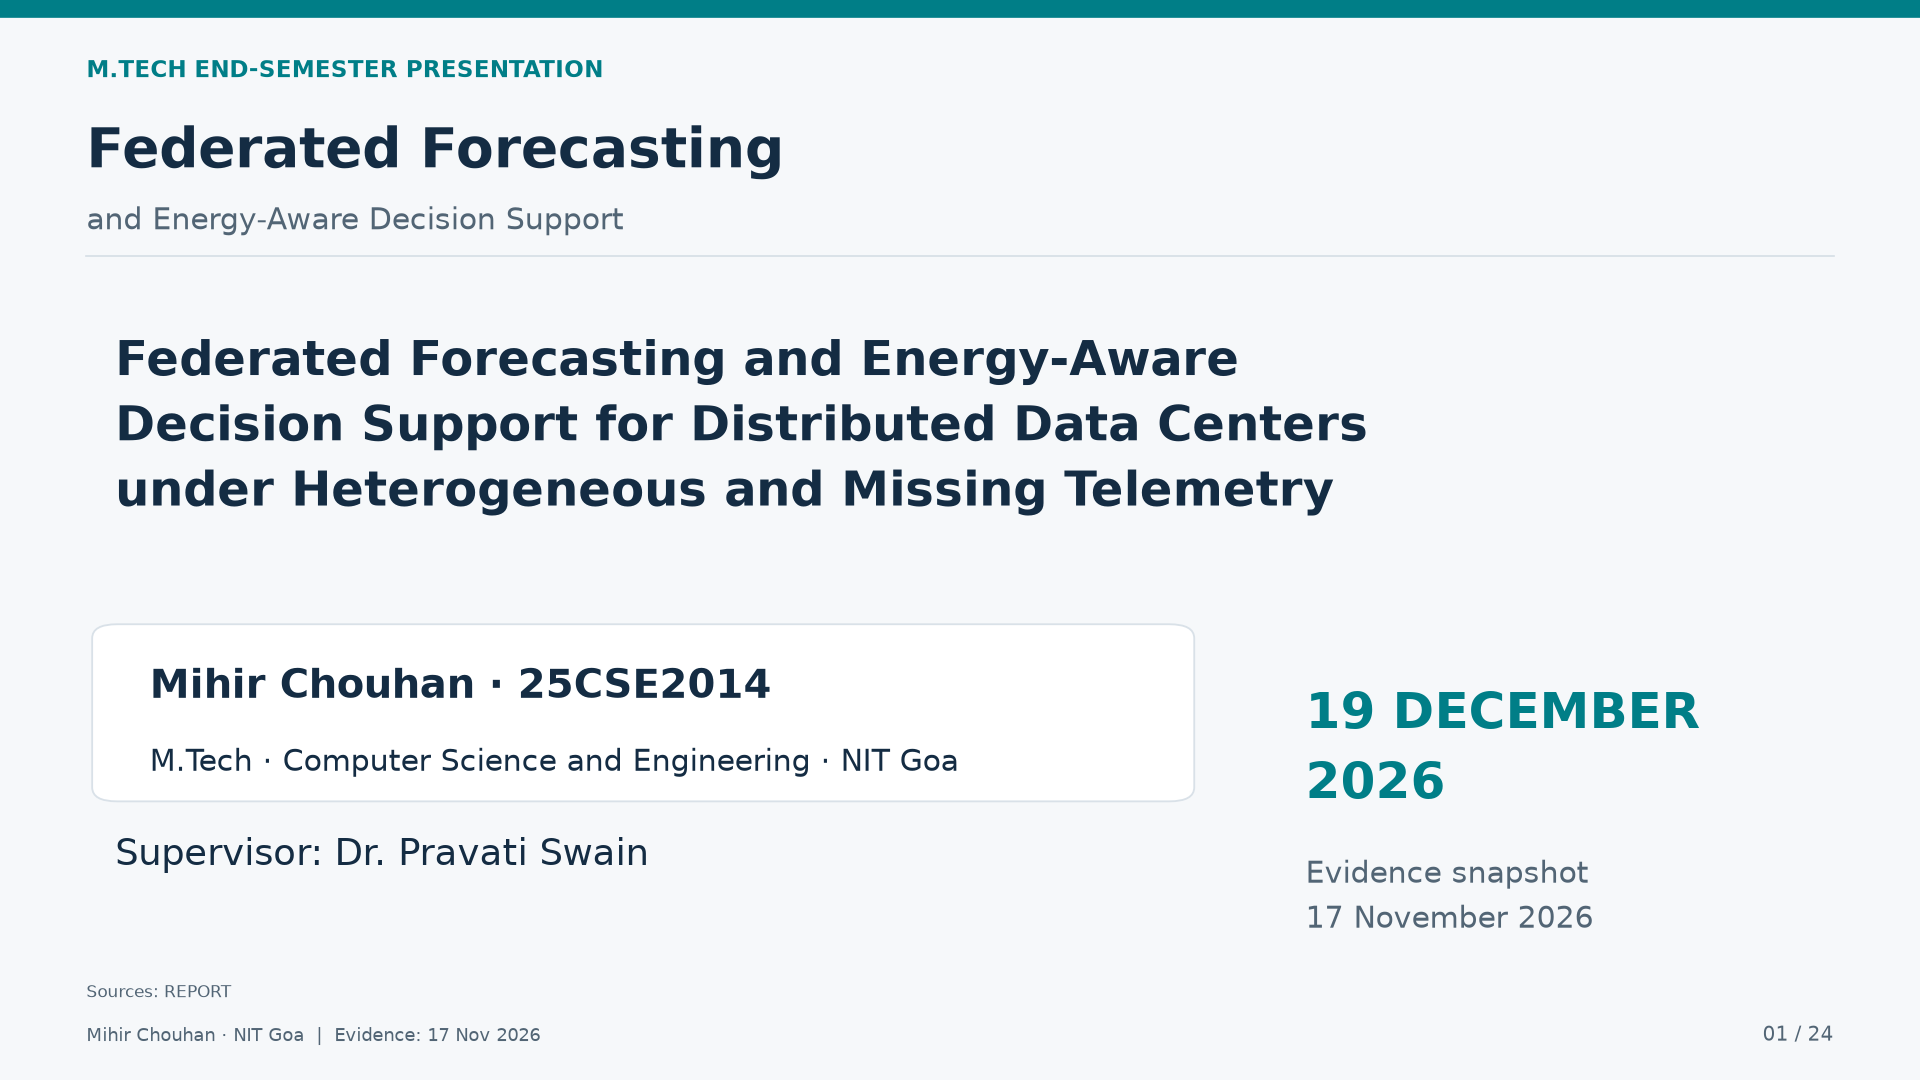 M.TECH END-SEMESTER PRESENTATION
Federated Forecasting
and Energy-Aware Decision Support
Federated Forecasting and Energy-Aware
Decision Support for Distributed Data Centers
under Heterogeneous and Missing Telemetry
Mihir Chouhan · 25CSE2014
M.Tech · Computer Science and Engineering · NIT Goa
Supervisor: Dr. Pravati Swain
19 DECEMBER
2026
Evidence snapshot
17 November 2026
Sources: REPORT
Mihir Chouhan · NIT Goa | Evidence: 17 Nov 2026
01 / 24